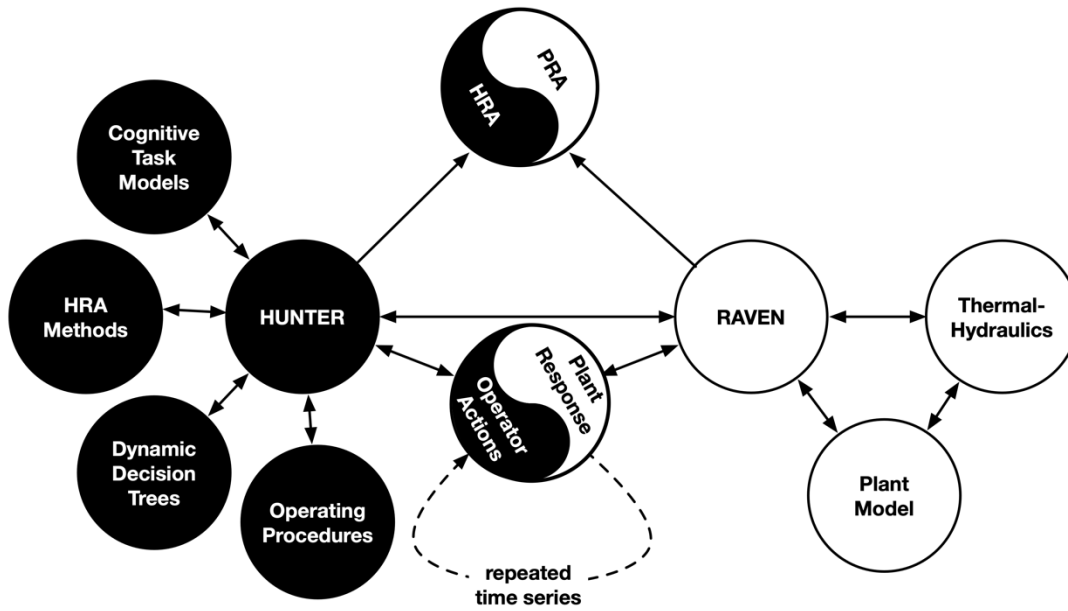 PRA
HRA
Cognitive
Task
Models
HRA
Methods
HUNTER
RAVEN
Thermal-
Hydraulics
Plant
Response
Operator
Actions
Dynamic
Decision
Trees
Operating
Procedures
Plant
Model
repeated
time series